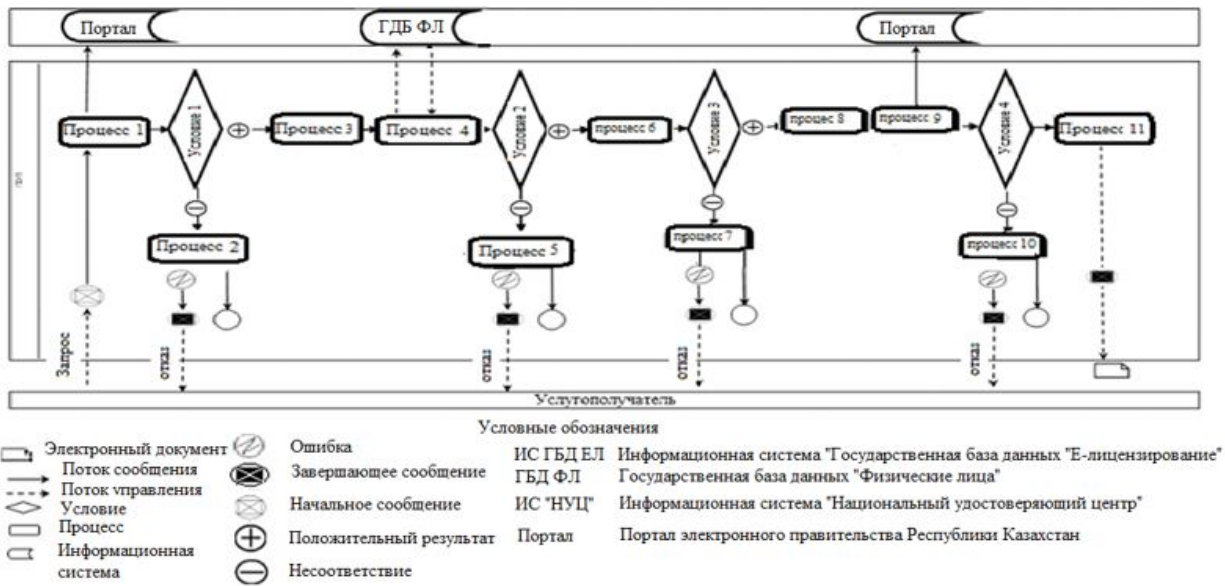 Портал
ГДБ ФЛ
Портал
Процесс 1
Условие 1
Процесс 3
Процесс 4
Условие 2
процесс 6
Условие 3
процес 8
процесс 9
Условие 4
Процесс 11
Процесс 2
Процесс 5
процесс 7
процесс 10
Запрос
отказ
отказ
отказ
отказ
Услугополучатель
Условные обозначения
Электронный документ
Поток сообщения
Поток управления
Условие
Процесс
Информационная
система
Ошибка
Завершающее сообщение
Начальное сообщение
Положительный результат
Несоответствие
ИС ГБД ЕЛ Информационная система "Государственная база данных "Е-лицензирование"
ГБД ФЛ Государственная база данных "Физические лица"
ИС "НУЦ" Информационная система "Национальный удостоверяющий центр"
Портал Портал электронного правительства Республики Казахстан